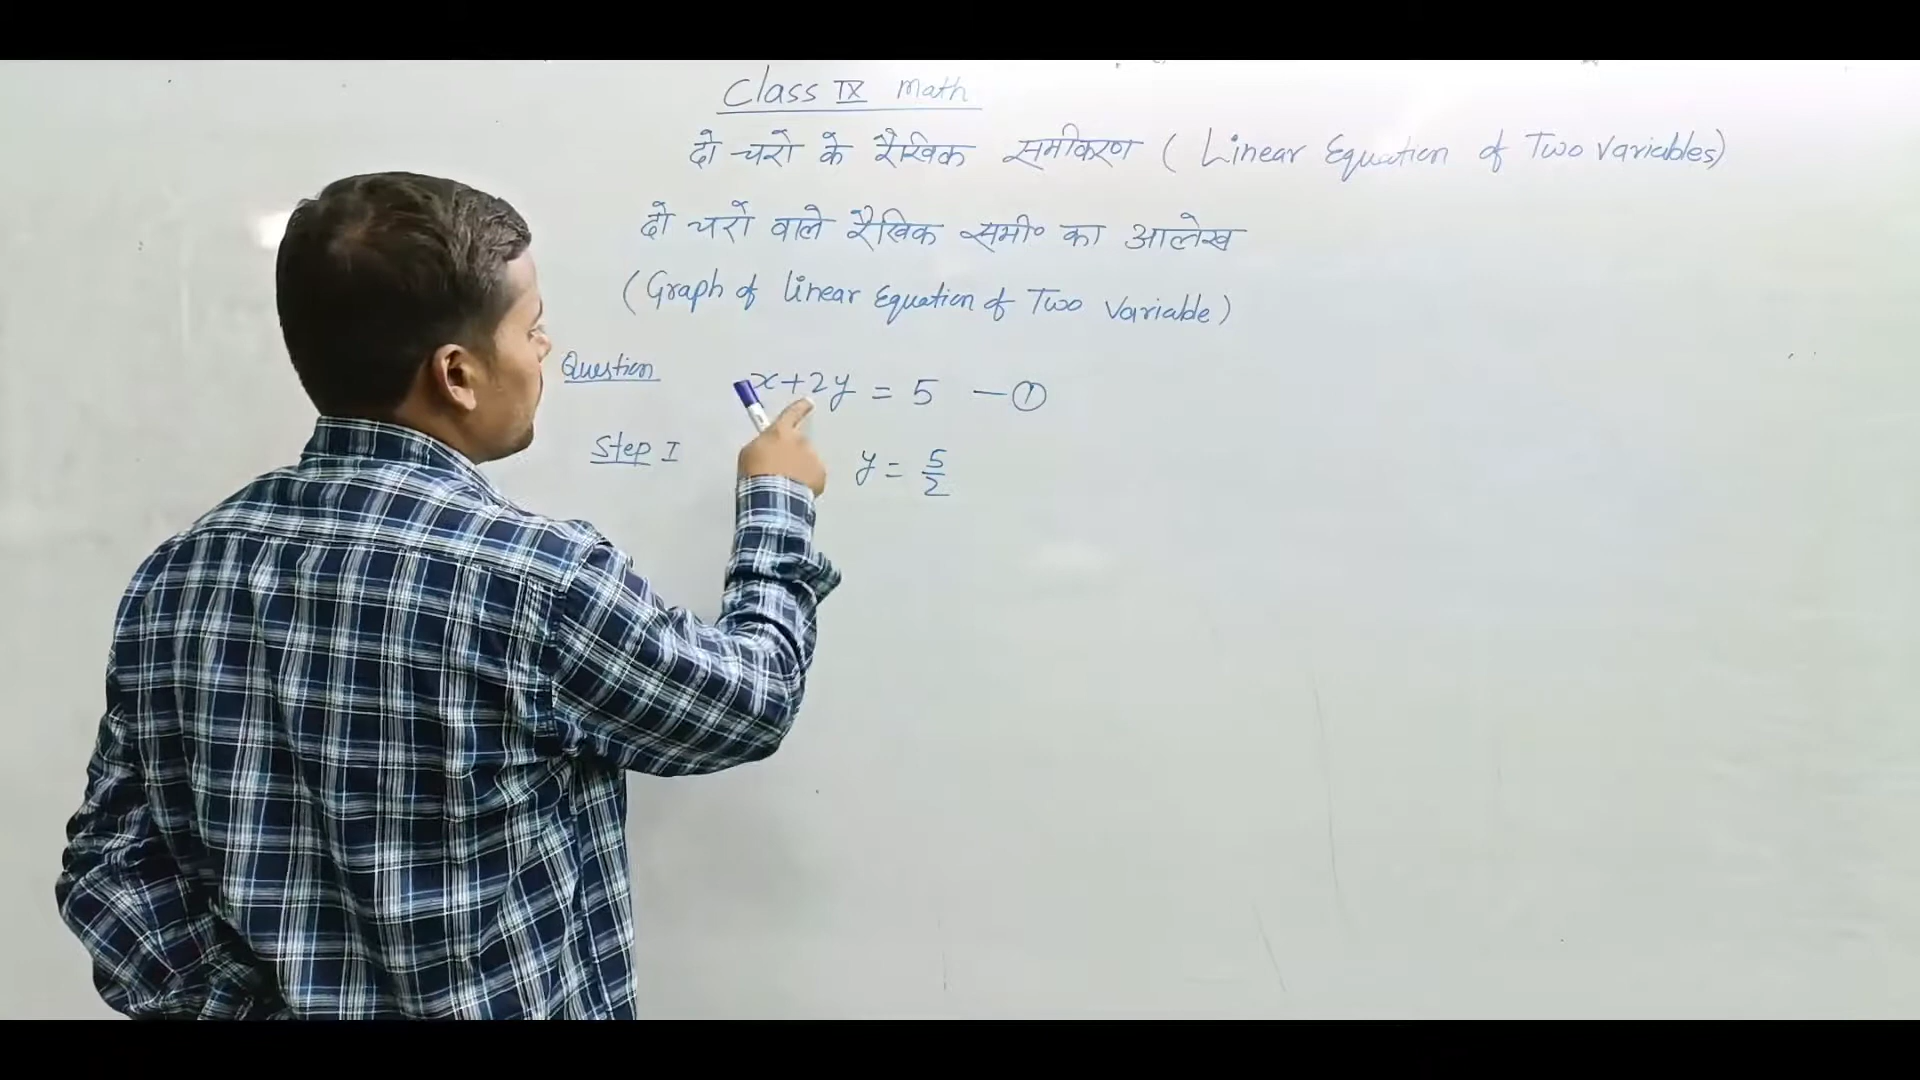 Class IX Math
दो चरो के रैखिक समीकरण ( Linear Equation of Two Variables)
दो चरो वाले रैखिक समी० का आलेख
(Graph of linear Equation of Two Variable)
Question x+2y = 5 —①
Step I y = 5/2